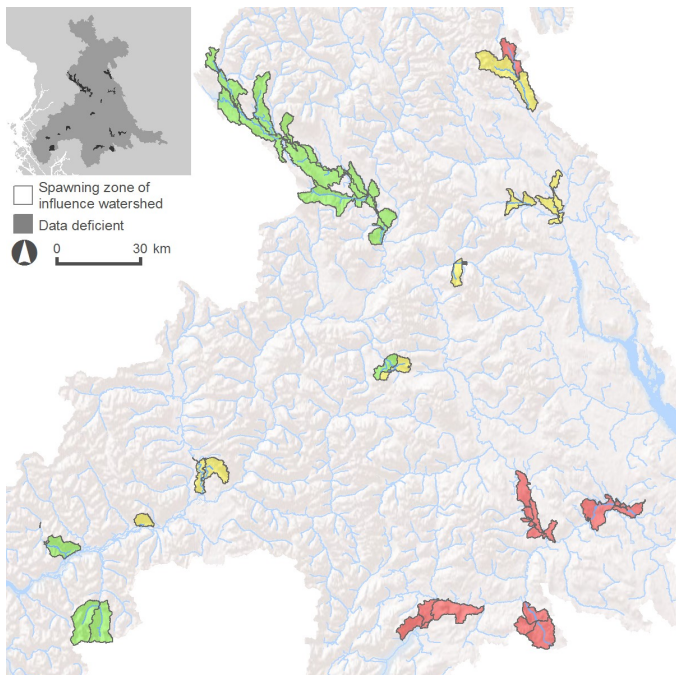 Spawning zone of
influence watershed
Data deficient
0 30 km